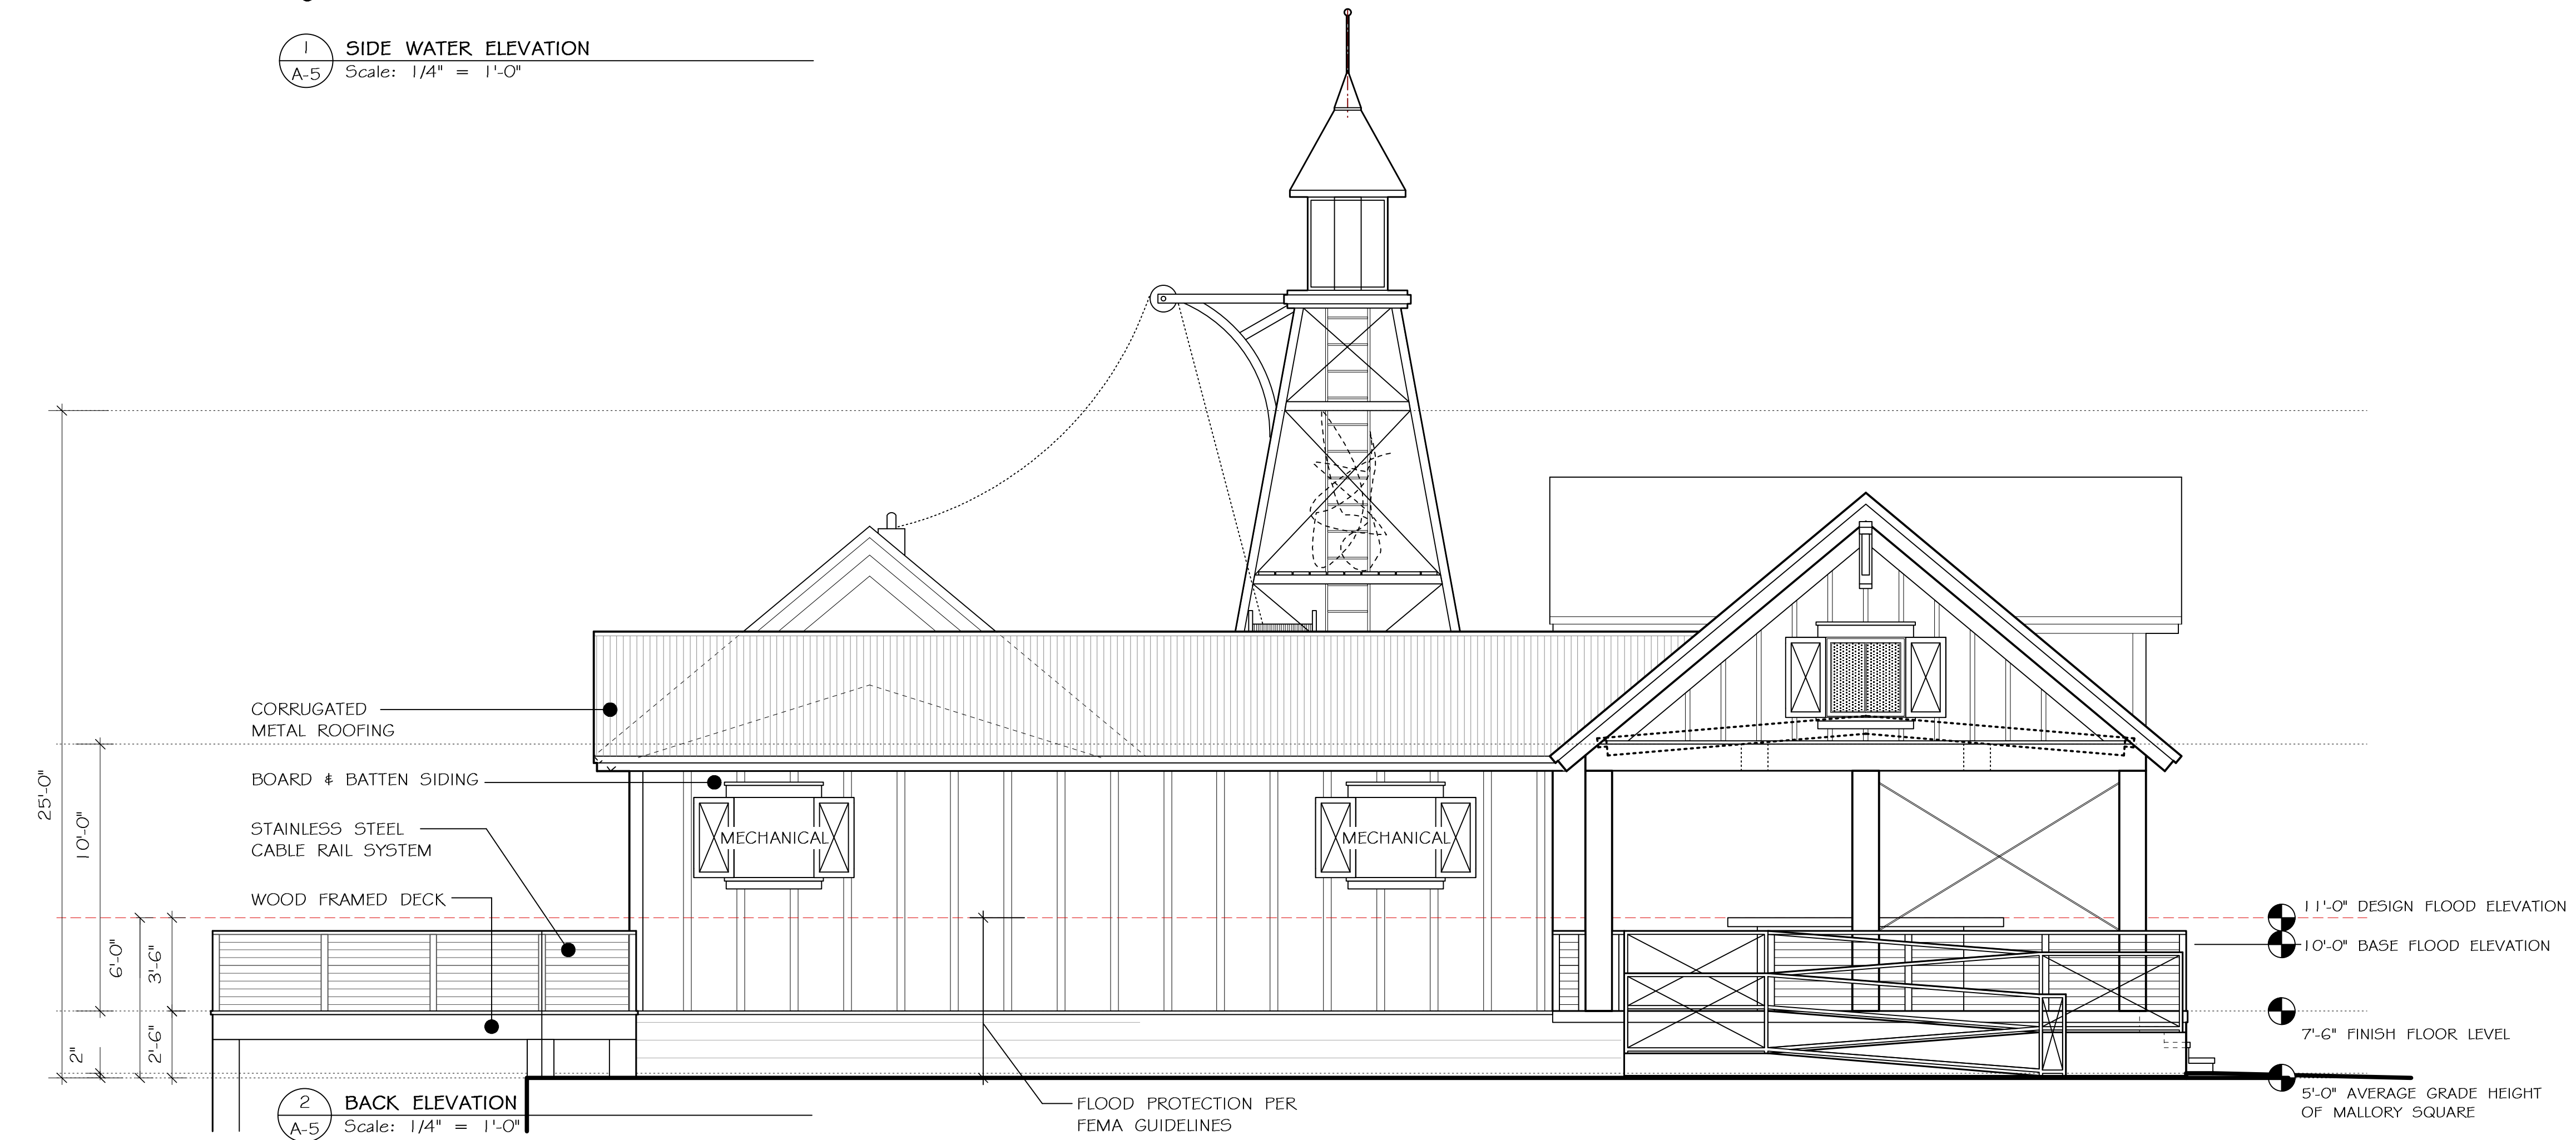 1
SIDE WATER ELEVATION
A-5
Scale: 1/4" = 1'-0"
CORRUGATED
METAL ROOFING
BOARD & BATTEN SIDING
STAINLESS STEEL
CABLE RAIL SYSTEM
WOOD FRAMED DECK
25'-0"
10'-0"
6'-0"
3'-6"
2'-6"
2"
MECHANICAL
MECHANICAL
11'-0" DESIGN FLOOD ELEVATION
10'-0" BASE FLOOD ELEVATION
7'-6" FINISH FLOOR LEVEL
5'-0" AVERAGE GRADE HEIGHT
OF MALLORY SQUARE
FLOOD PROTECTION PER
FEMA GUIDELINES
2
BACK ELEVATION
A-5
Scale: 1/4" = 1'-0"